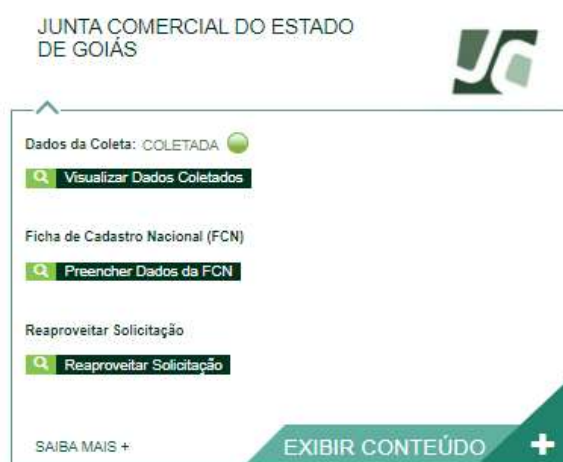 JUNTA COMERCIAL DO ESTADO
DE GOIÁS
JC
Dados da Coleta: COLETADA
Visualizar Dados Coletados
Ficha de Cadastro Nacional (FCN)
Preencher Dados da FCN
Reaproveitar Solicitação
Reaproveitar Solicitação
SAIBA MAIS +
EXIBIR CONTEÚDO +